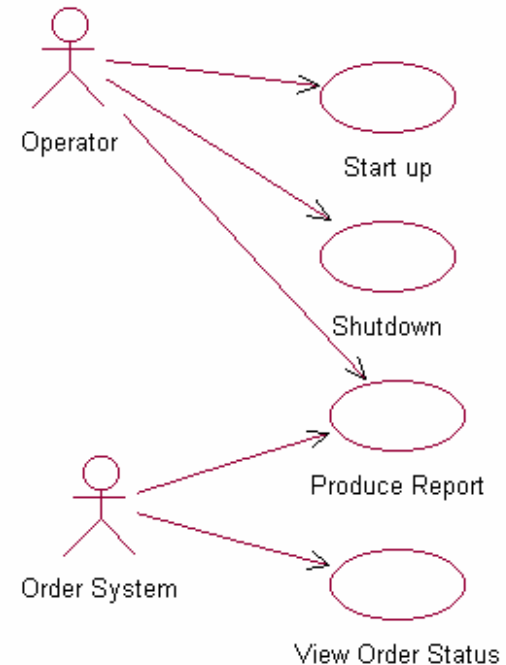 Operator
Start up
Shutdown
Produce Report
Order System
View Order Status